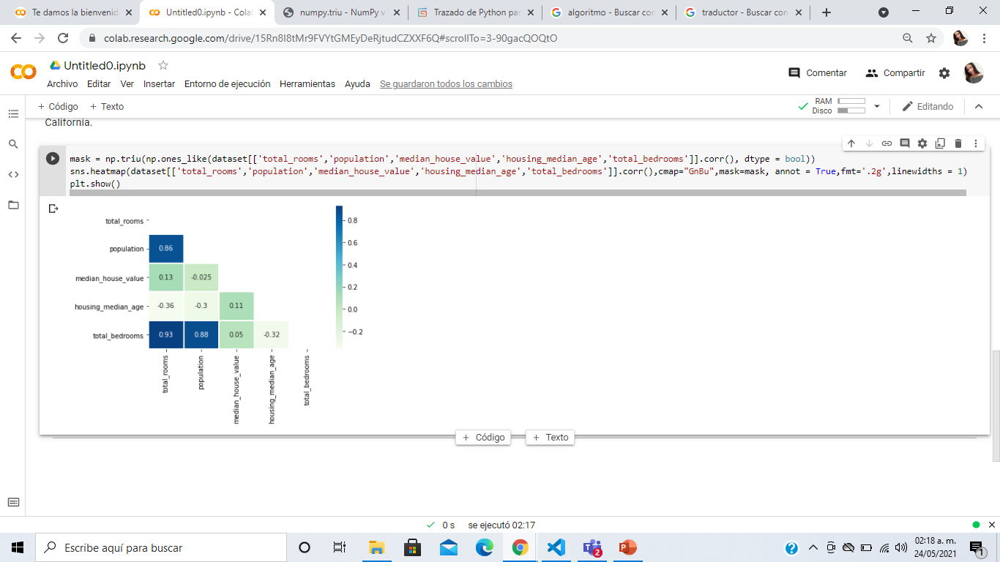 Te damos la bienvenid
Untitled0.ipynb - Colab
numpy.triu - NumPy v
Trazado de Python par
algoritmo - Buscar con
traductor - Buscar con
colab.research.google.com/drive/15Rn8I8tMr9FVYtGMEyDeRjtudCZXXF6Q#scrollTo=3-90gacQOQtO
Untitled0.ipynb
Comentar
Compartir
Archivo Editar Ver Insertar Entorno de ejecución Herramientas Ayuda Se guardaron todos los cambios
+ Código + Texto
RAM
Disco
Editando
California.
mask = np.triu(np.ones_like(dataset[['total_rooms','population','median_house_value','housing_median_age','total_bedrooms']].corr(), dtype = bool))
sns.heatmap(dataset[['total_rooms','population','median_house_value','housing_median_age','total_bedrooms']].corr(),cmap="GnBu",mask=mask, annot = True,fmt='.2g',linewidths = 1)
plt.show()
total_rooms
population 0.86
median_house_value 0.13 -0.025
housing_median_age -0.36 -0.3 0.11
total_bedrooms 0.93 0.88 0.05 -0.32
total_rooms
population
median_house_value
housing_median_age
total_bedrooms
0.8
0.6
0.4
0.2
0.0
−0.2
+ Código + Texto
0 s se ejecutó 02:17
Escribe aquí para buscar
2
02:18 a. m.
24/05/2021
1